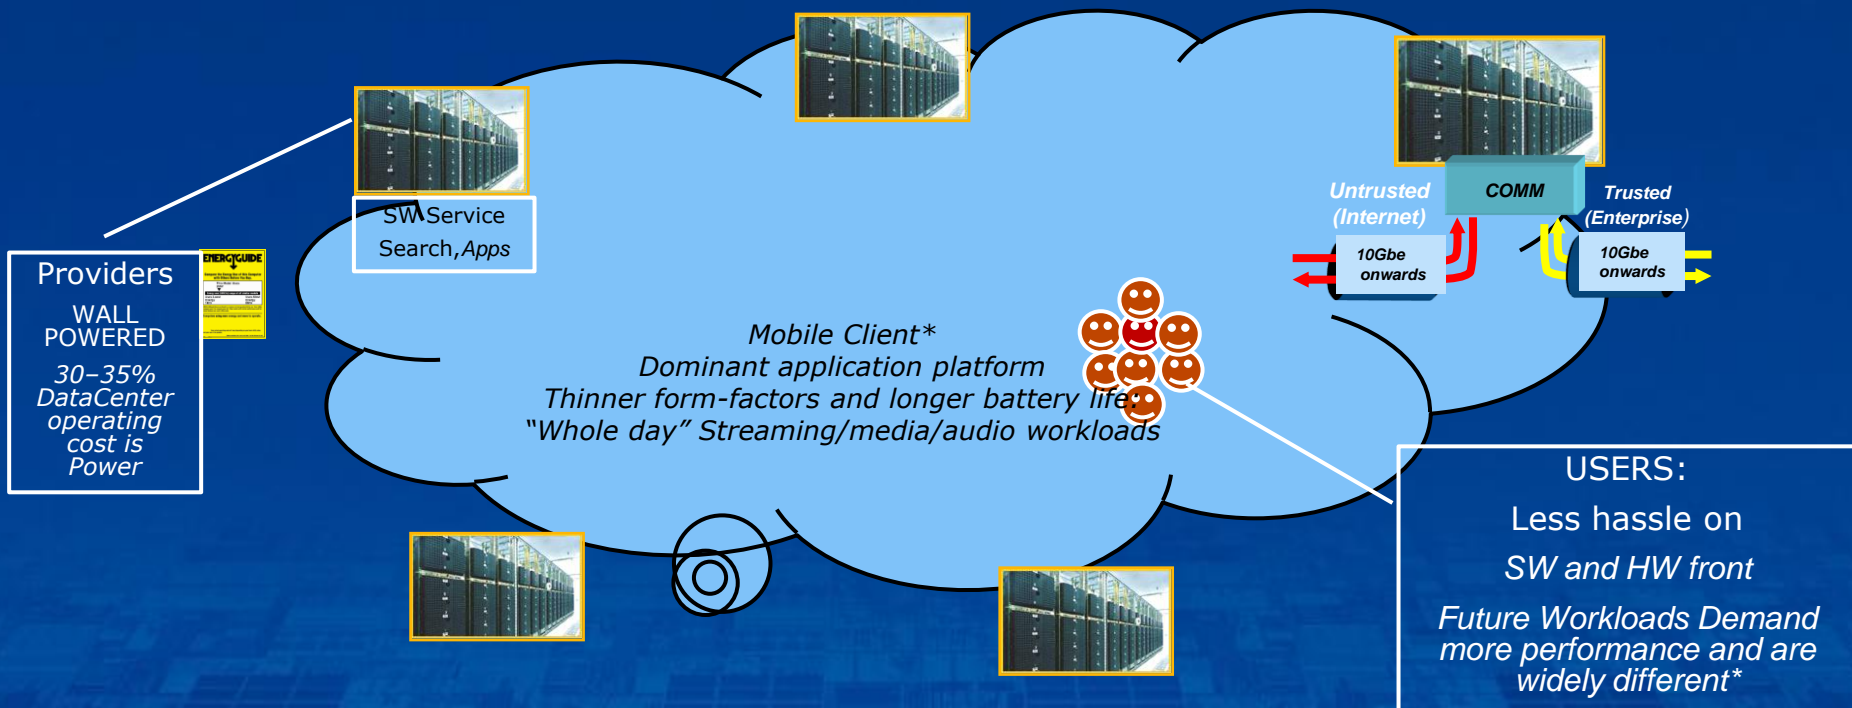 SW Service
Search, Apps
Untrusted
(Internet)
COMM
Trusted
(Enterprise)
10Gbe
onwards
10Gbe
onwards
Providers
WALL
POWERED
30–35%
DataCenter
operating
cost is
Power
ENERGYGUIDE
Mobile Client*
Dominant application platform
Thinner form-factors and longer battery life:
“Whole day” Streaming/media/audio workloads
USERS:
Less hassle on
SW and HW front
Future Workloads Demand
more performance and are
widely different*